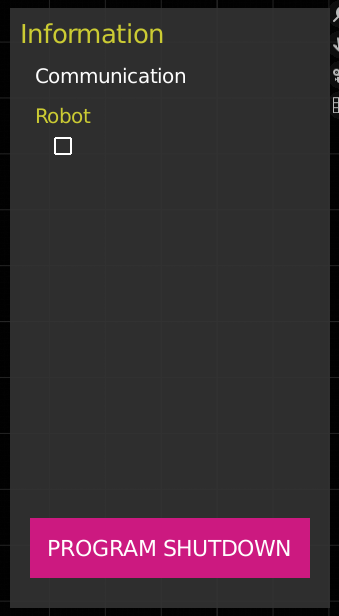 Information
Communication
Robot
PROGRAM SHUTDOWN